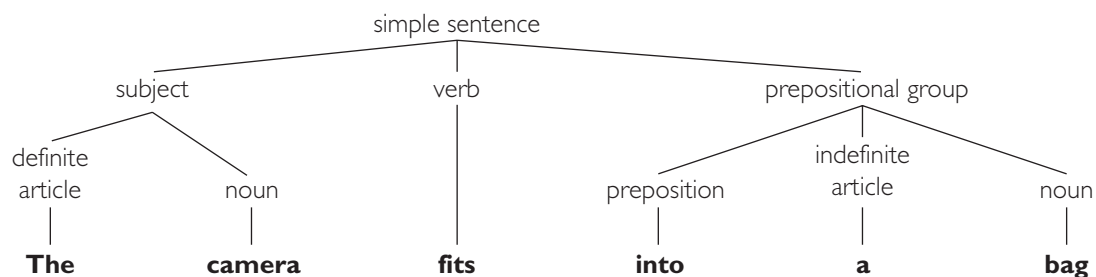 simple sentence
subject verb prepositional group
definite
article
noun
preposition
indefinite
article
noun
The camera fits into a bag